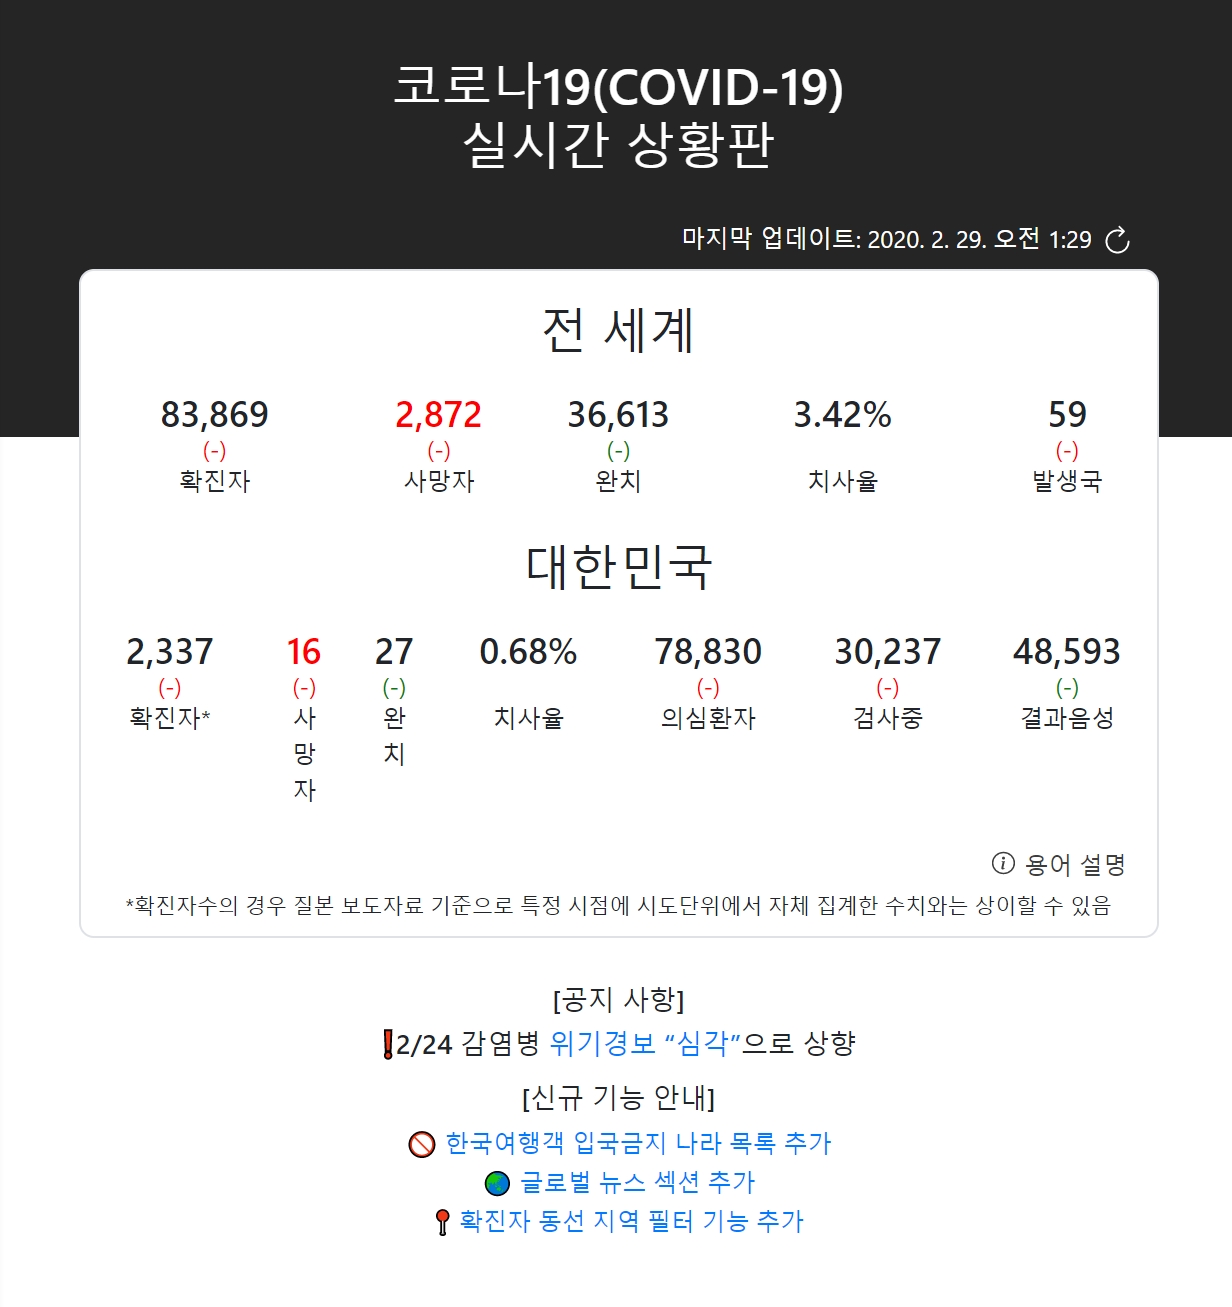 코로나19(COVID-19)
실시간 상황판
마지막 업데이트: 2020. 2. 29. 오전 1:29
전 세계
83,869 2,872 36,613 3.42% 59
(-) (-) (-) (-)
확진자 사망자 완치 치사율 발생국
대한민국
2,337 16 27 0.68% 78,830 30,237 48,593
(-) (-) (-) (-) (-) (-)
확진자* 사망자 완치 치사율 의심환자 검사중 결과음성
용어 설명
*확진자수의 경우 질본 보도자료 기준으로 특정 시점에 시도단위에서 자체 집계한 수치와는 상이할 수 있음
[공지 사항]
❗2/24 감염병 위기경보 “심각”으로 상향
[신규 기능 안내]
🚫 한국여행객 입국금지 나라 목록 추가
🌏 글로벌 뉴스 섹션 추가
📍 확진자 동선 지역 필터 기능 추가